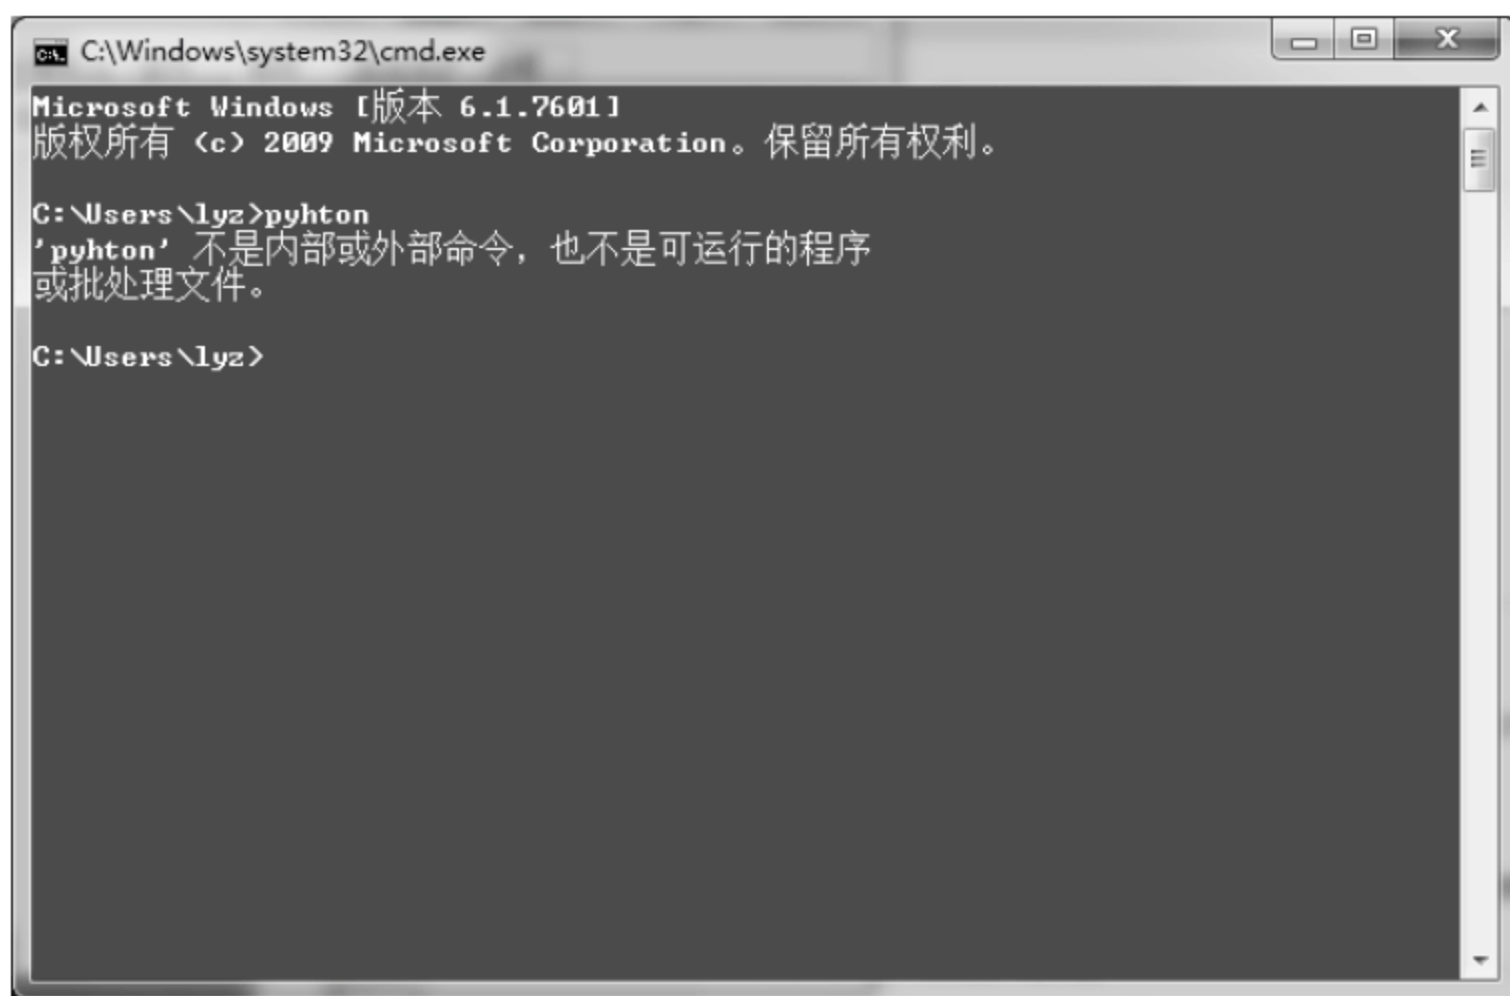 C:\Windows\system32\cmd.exe
Microsoft Windows [版本 6.1.7601]
版权所有 (c) 2009 Microsoft Corporation。保留所有权利。
C:\Users\lyz>pyhton
'pyhton' 不是内部或外部命令，也不是可运行的程序
或批处理文件。
C:\Users\lyz>